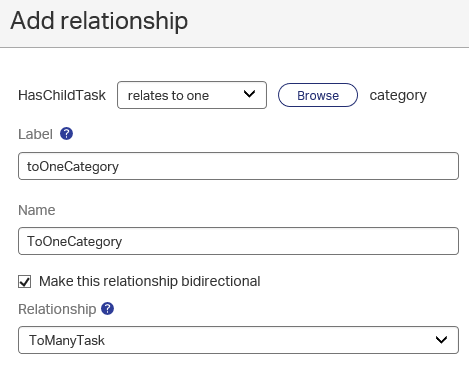 Add relationship
HasChildTask relates to one Browse category
Label ?
toOneCategory
Name
ToOneCategory
Make this relationship bidirectional
Relationship ?
ToManyTask